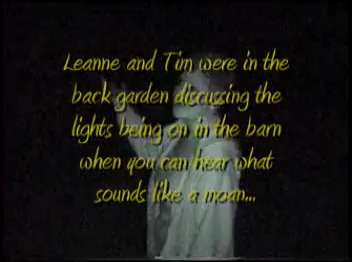 Leanne and Tim were in the
back garden discussing the
lights being on in the barn
when you can hear what
sounds like a moan...